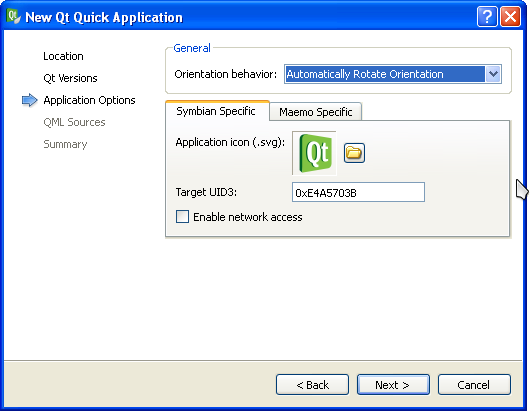 New Qt Quick Application
Location
Qt Versions
Application Options
QML Sources
Summary
General
Orientation behavior: Automatically Rotate Orientation
Symbian Specific Maemo Specific
Application icon (.svg): Qt
Target UID3: 0xE4A5703B
Enable network access
< Back Next > Cancel